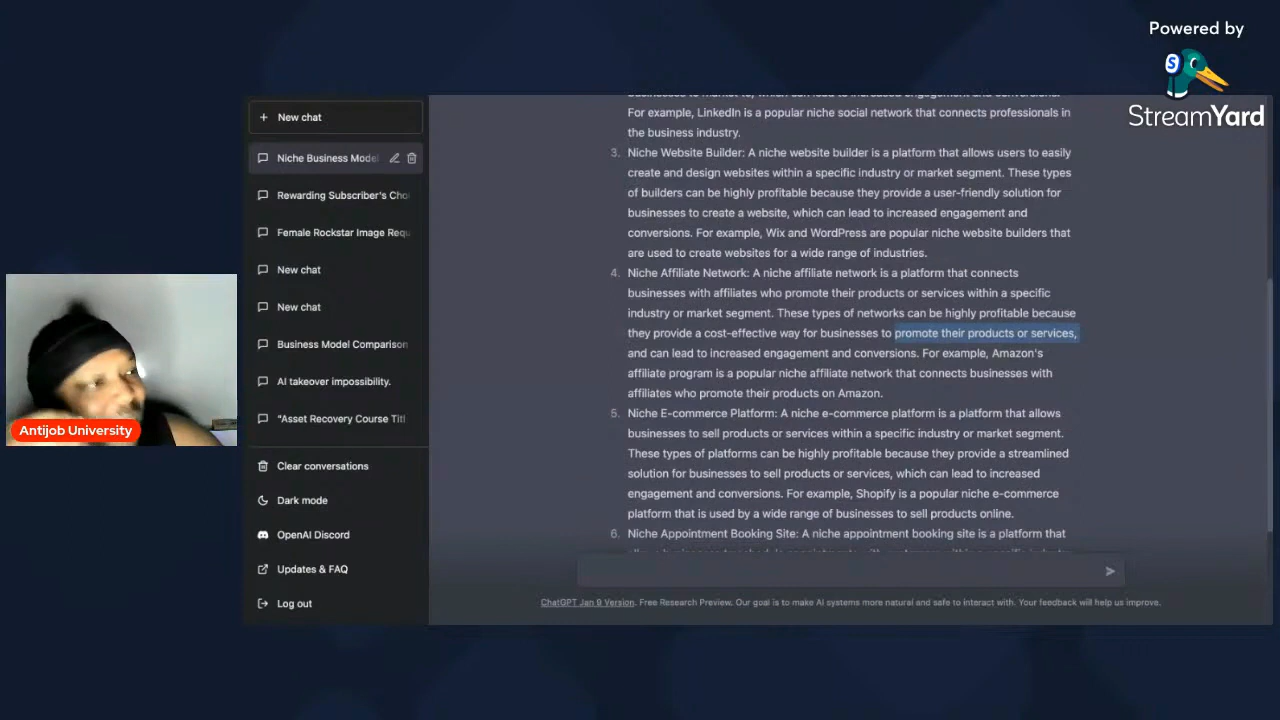 Powered by
S
StreamYard
New chat
Niche Business Model
Rewarding Subscriber's Cho
Female Rockstar Image Requ
New chat
New chat
Business Model Comparison
AI takeover impossibility.
"Asset Recovery Course Titl
Clear conversations
Dark mode
OpenAI Discord
Updates & FAQ
Log out
For example, LinkedIn is a popular niche social network that connects professionals in
the business industry.
3. Niche Website Builder: A niche website builder is a platform that allows users to easily
create and design websites within a specific industry or market segment. These types
of builders can be highly profitable because they provide a user-friendly solution for
businesses to create a website, which can lead to increased engagement and
conversions. For example, Wix and WordPress are popular niche website builders that
are used to create websites for a wide range of industries.
4. Niche Affiliate Network: A niche affiliate network is a platform that connects
businesses with affiliates who promote their products or services within a specific
industry or market segment. These types of networks can be highly profitable because
they provide a cost-effective way for businesses to promote their products or services,
and can lead to increased engagement and conversions. For example, Amazon's
affiliate program is a popular niche affiliate network that connects businesses with
affiliates who promote their products on Amazon.
5. Niche E-commerce Platform: A niche e-commerce platform is a platform that allows
businesses to sell products or services within a specific industry or market segment.
These types of platforms can be highly profitable because they provide a streamlined
solution for businesses to sell products or services, which can lead to increased
engagement and conversions. For example, Shopify is a popular niche e-commerce
platform that is used by a wide range of businesses to sell products online.
6. Niche Appointment Booking Site: A niche appointment booking site is a platform that
ChatGPT Jan 9 Version. Free Research Preview. Our goal is to make AI systems more natural and safe to interact with. Your feedback will help us improve.
Antijob University